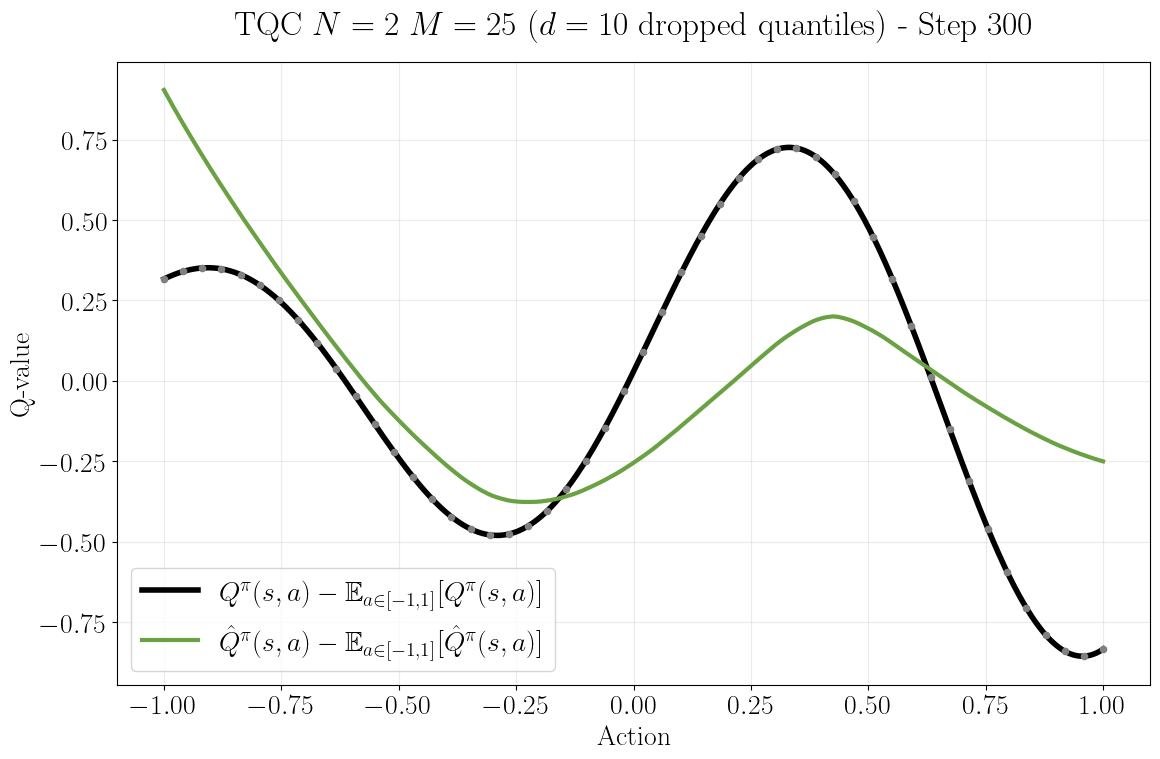 TQC N = 2 M = 25 (d = 10 dropped quantiles) - Step 300
Q-value
0.75
0.50
0.25
0.00
−0.25
−0.50
−0.75
Q^π(s, a) − 𝔼_{a∈[−1,1]}[Q^π(s, a)]
Q̂^π(s, a) − 𝔼_{a∈[−1,1]}[Q̂^π(s, a)]
−1.00 −0.75 −0.50 −0.25 0.00 0.25 0.50 0.75 1.00
Action